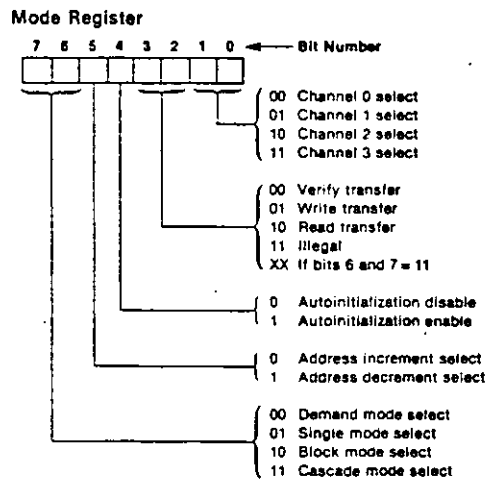 Mode Register
7 6 5 4 3 2 1 0 Bit Number
00 Channel 0 select
01 Channel 1 select
10 Channel 2 select
11 Channel 3 select
00 Verify transfer
01 Write transfer
10 Read transfer
11 Illegal
XX If bits 6 and 7 = 11
0 Autoinitialization disable
1 Autoinitialization enable
0 Address increment select
1 Address decrement select
00 Demand mode select
01 Single mode select
10 Block mode select
11 Cascade mode select